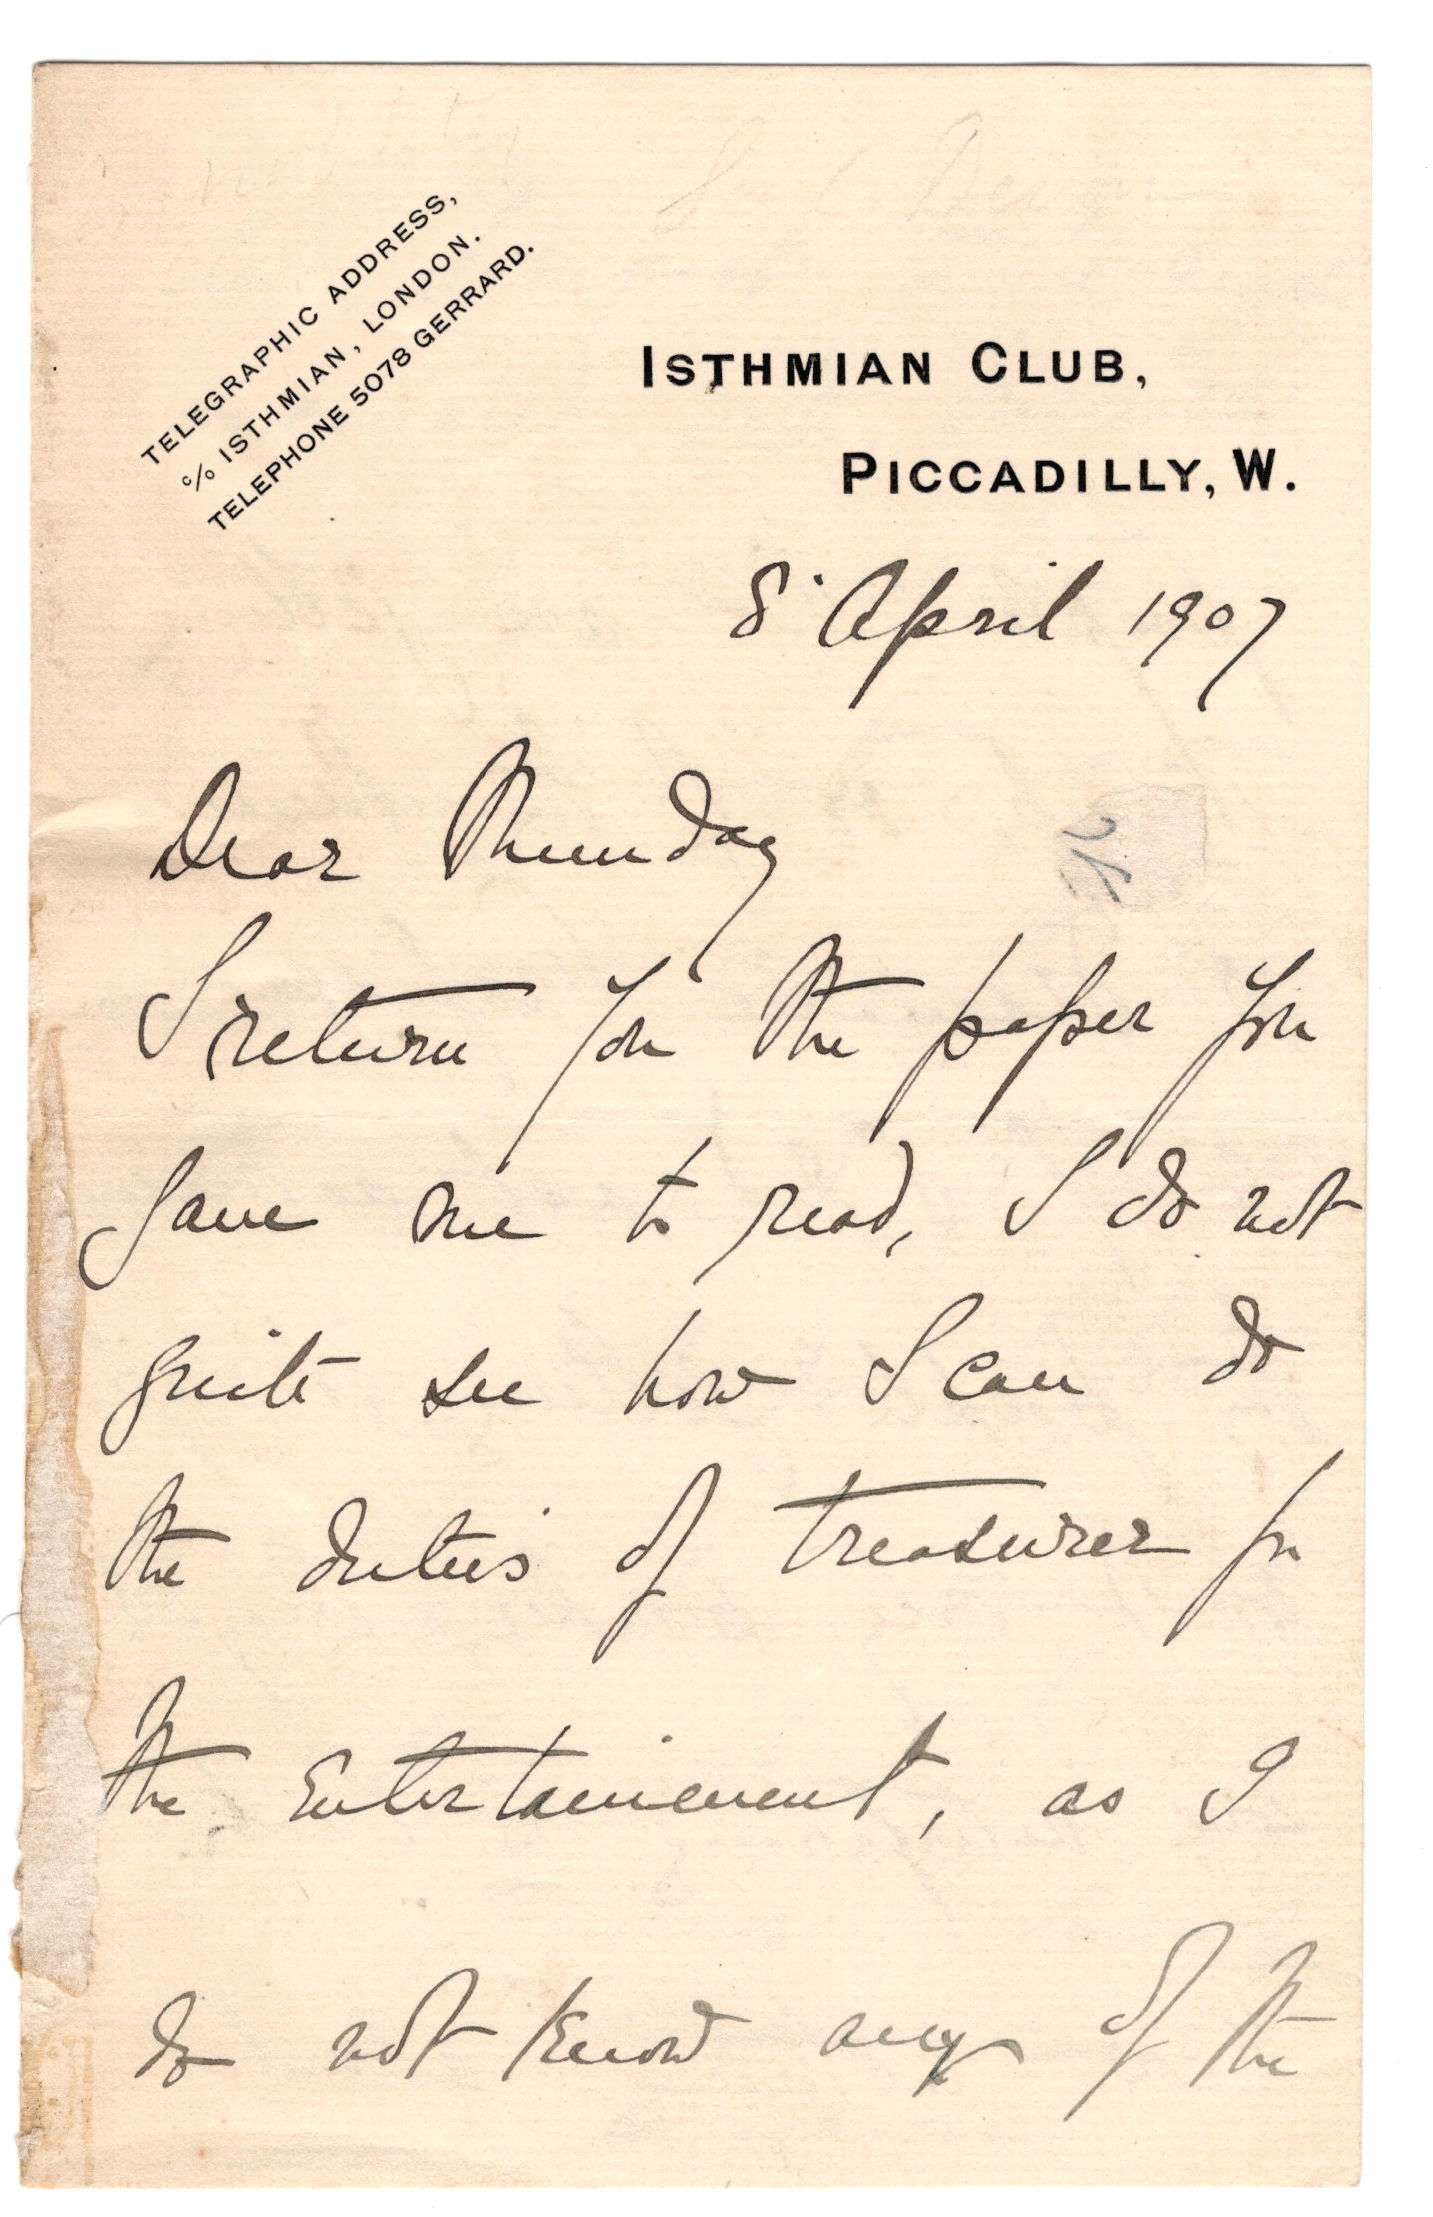 TELEGRAPHIC ADDRESS,
c/o ISTHMIAN, LONDON.
TELEPHONE 5078 GERRARD.
ISTHMIAN CLUB,
PICCADILLY, W.
8. April 1907
Dear Munday
I return you the paper you
gave me to read, I do not
quite see how I can do
the duties of treasurer for
the Entertainement, as I
do not know any of the